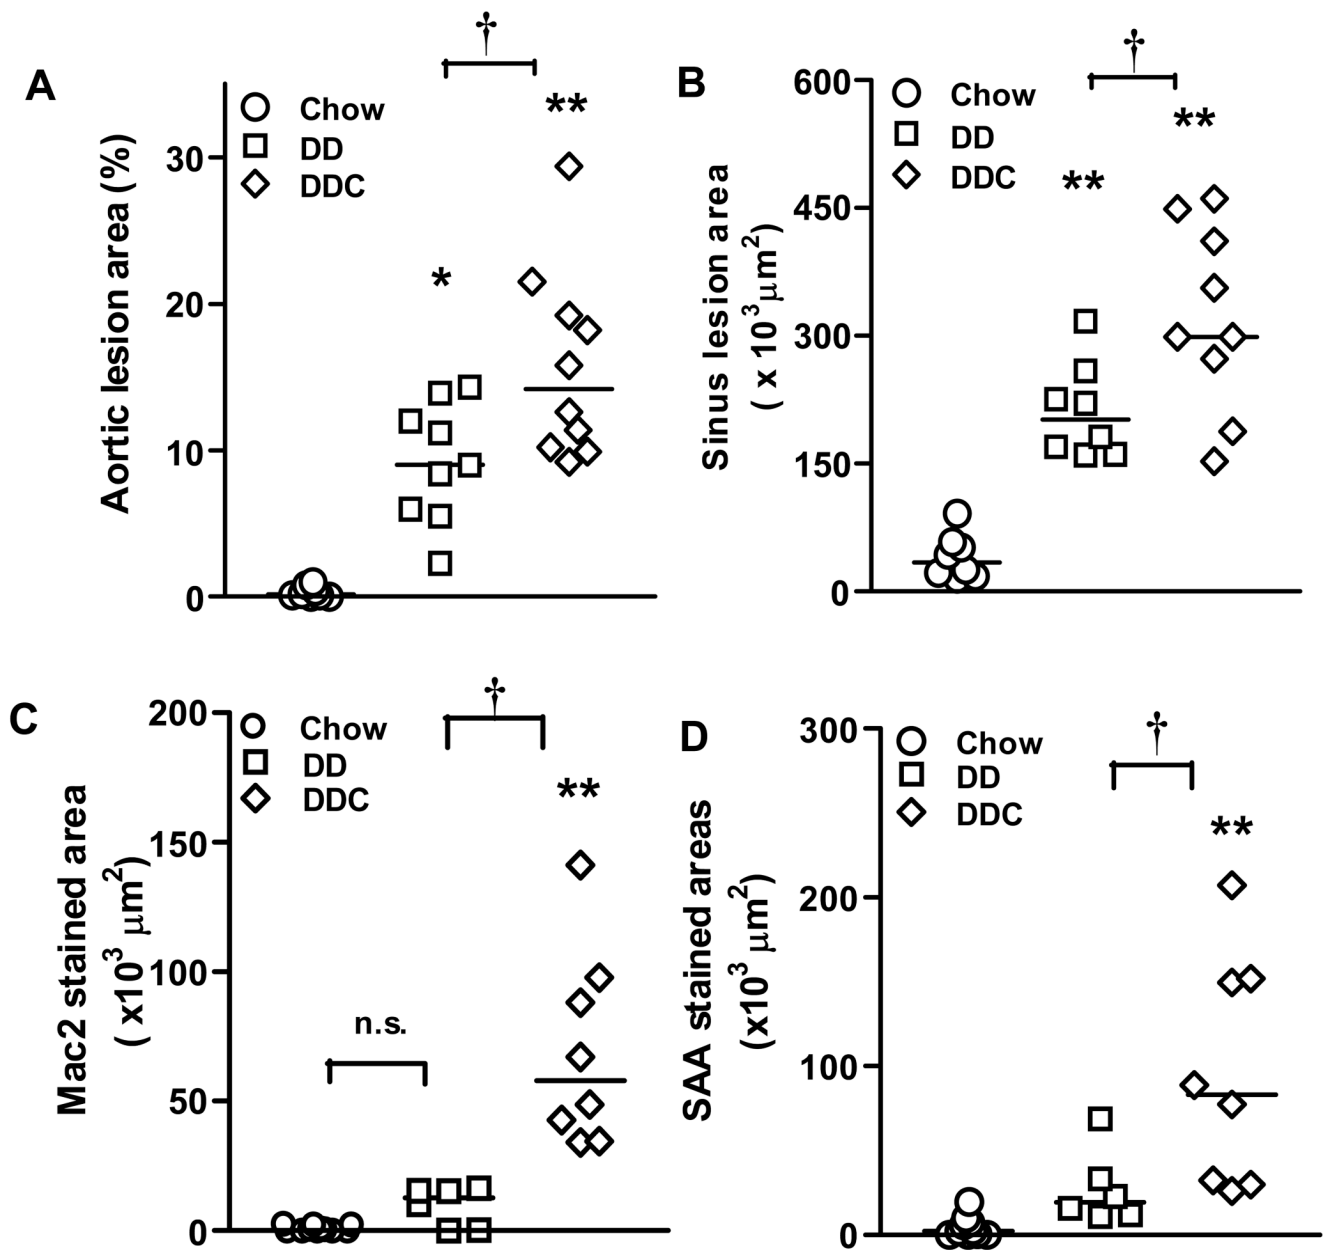 A
†
**
Chow
DD
DDC
*
Aortic lesion area (%)
30
20
10
0
B
†
**
**
Chow
DD
DDC
Sinus lesion area
( x 10³μm²)
600
450
300
150
0
C
†
**
Chow
DD
DDC
n.s.
Mac2 stained area
( x10³ μm²)
200
150
100
50
0
D
†
**
Chow
DD
DDC
SAA stained areas
(x10³ μm²)
300
200
100
0